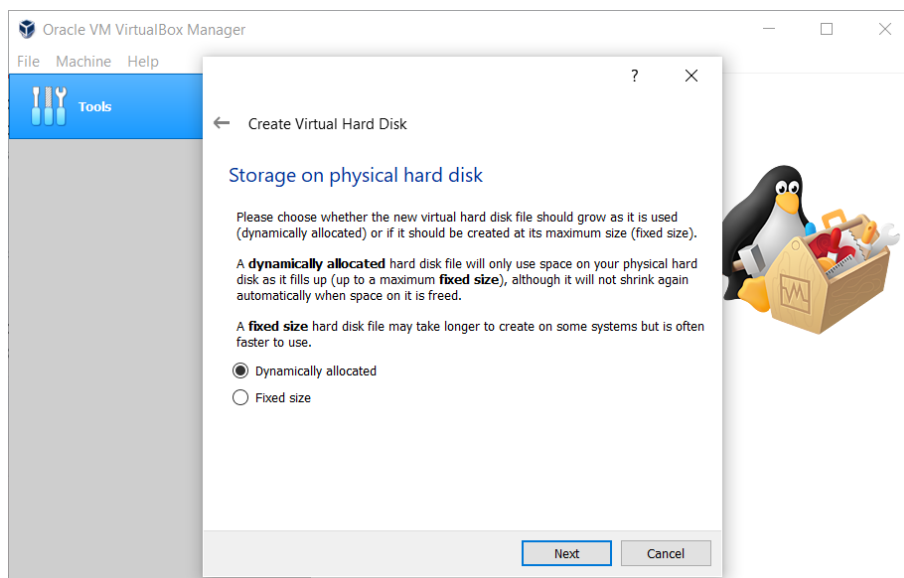 Oracle VM VirtualBox Manager
File Machine Help
?
Tools
Create Virtual Hard Disk
Storage on physical hard disk
Please choose whether the new virtual hard disk file should grow as it is used
(dynamically allocated) or if it should be created at its maximum size (fixed size).
A dynamically allocated hard disk file will only use space on your physical hard
disk as it fills up (up to a maximum fixed size), although it will not shrink again
automatically when space on it is freed.
A fixed size hard disk file may take longer to create on some systems but is often
faster to use.
Dynamically allocated
Fixed size
Next Cancel